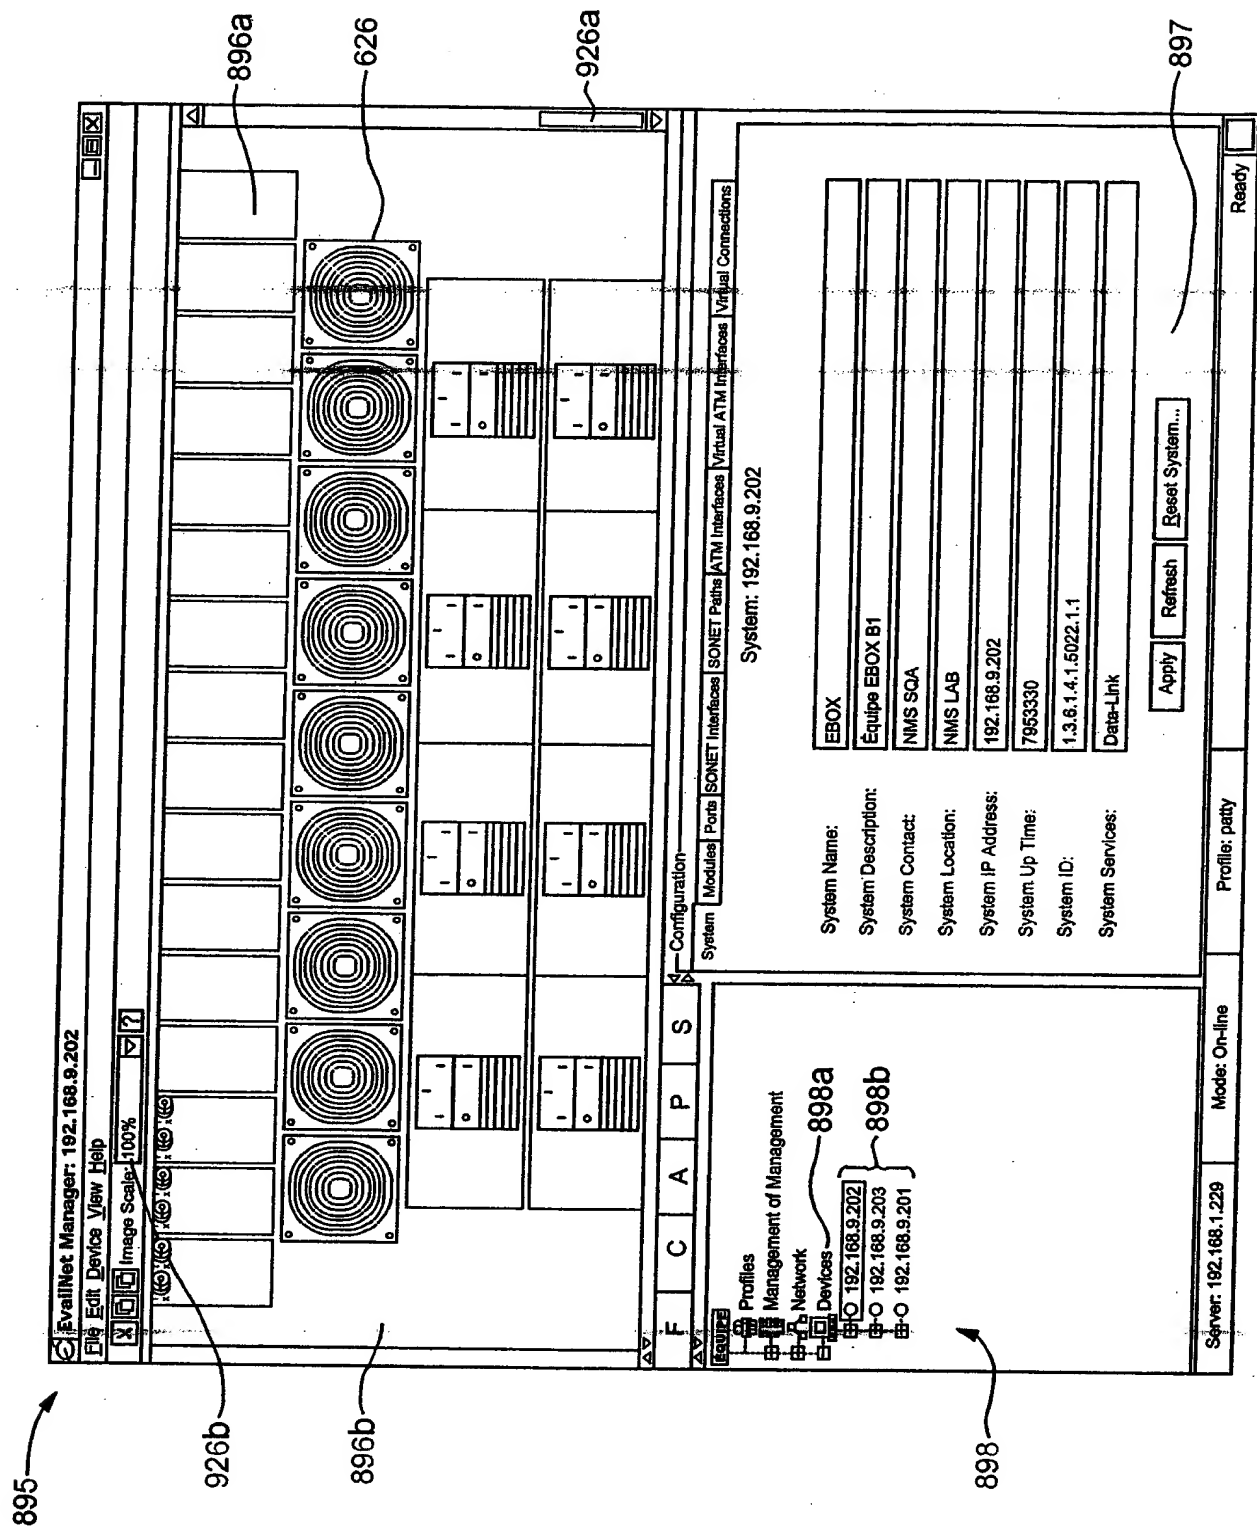 895
EvailNet Manager: 192.168.9.202
File Edit Device View Help
Image Scale: 100% ?
926b
896b
896a
626
926a
F C A P S
ÉQUIPE
Profiles
Management of Management
Network
Devices
192.168.9.202
192.168.9.203
192.168.9.201
898a
898b
898
Configuration
System Modules Ports SONET Interfaces SONET Paths ATM Interfaces Virtual ATM Interfaces Virtual Connections
System: 192.168.9.202
System Name: EBOX
System Description: Équipe EBOX B1
System Contact: NMS SQA
System Location: NMS LAB
System IP Address: 192.168.9.202
System Up Time: 7953330
System ID: 1.3.6.1.4.1.5022.1.1
System Services: Data-Link
Apply Refresh Reset System...
897
Server: 192.168.1.229 Mode: On-line Profile: patty Ready